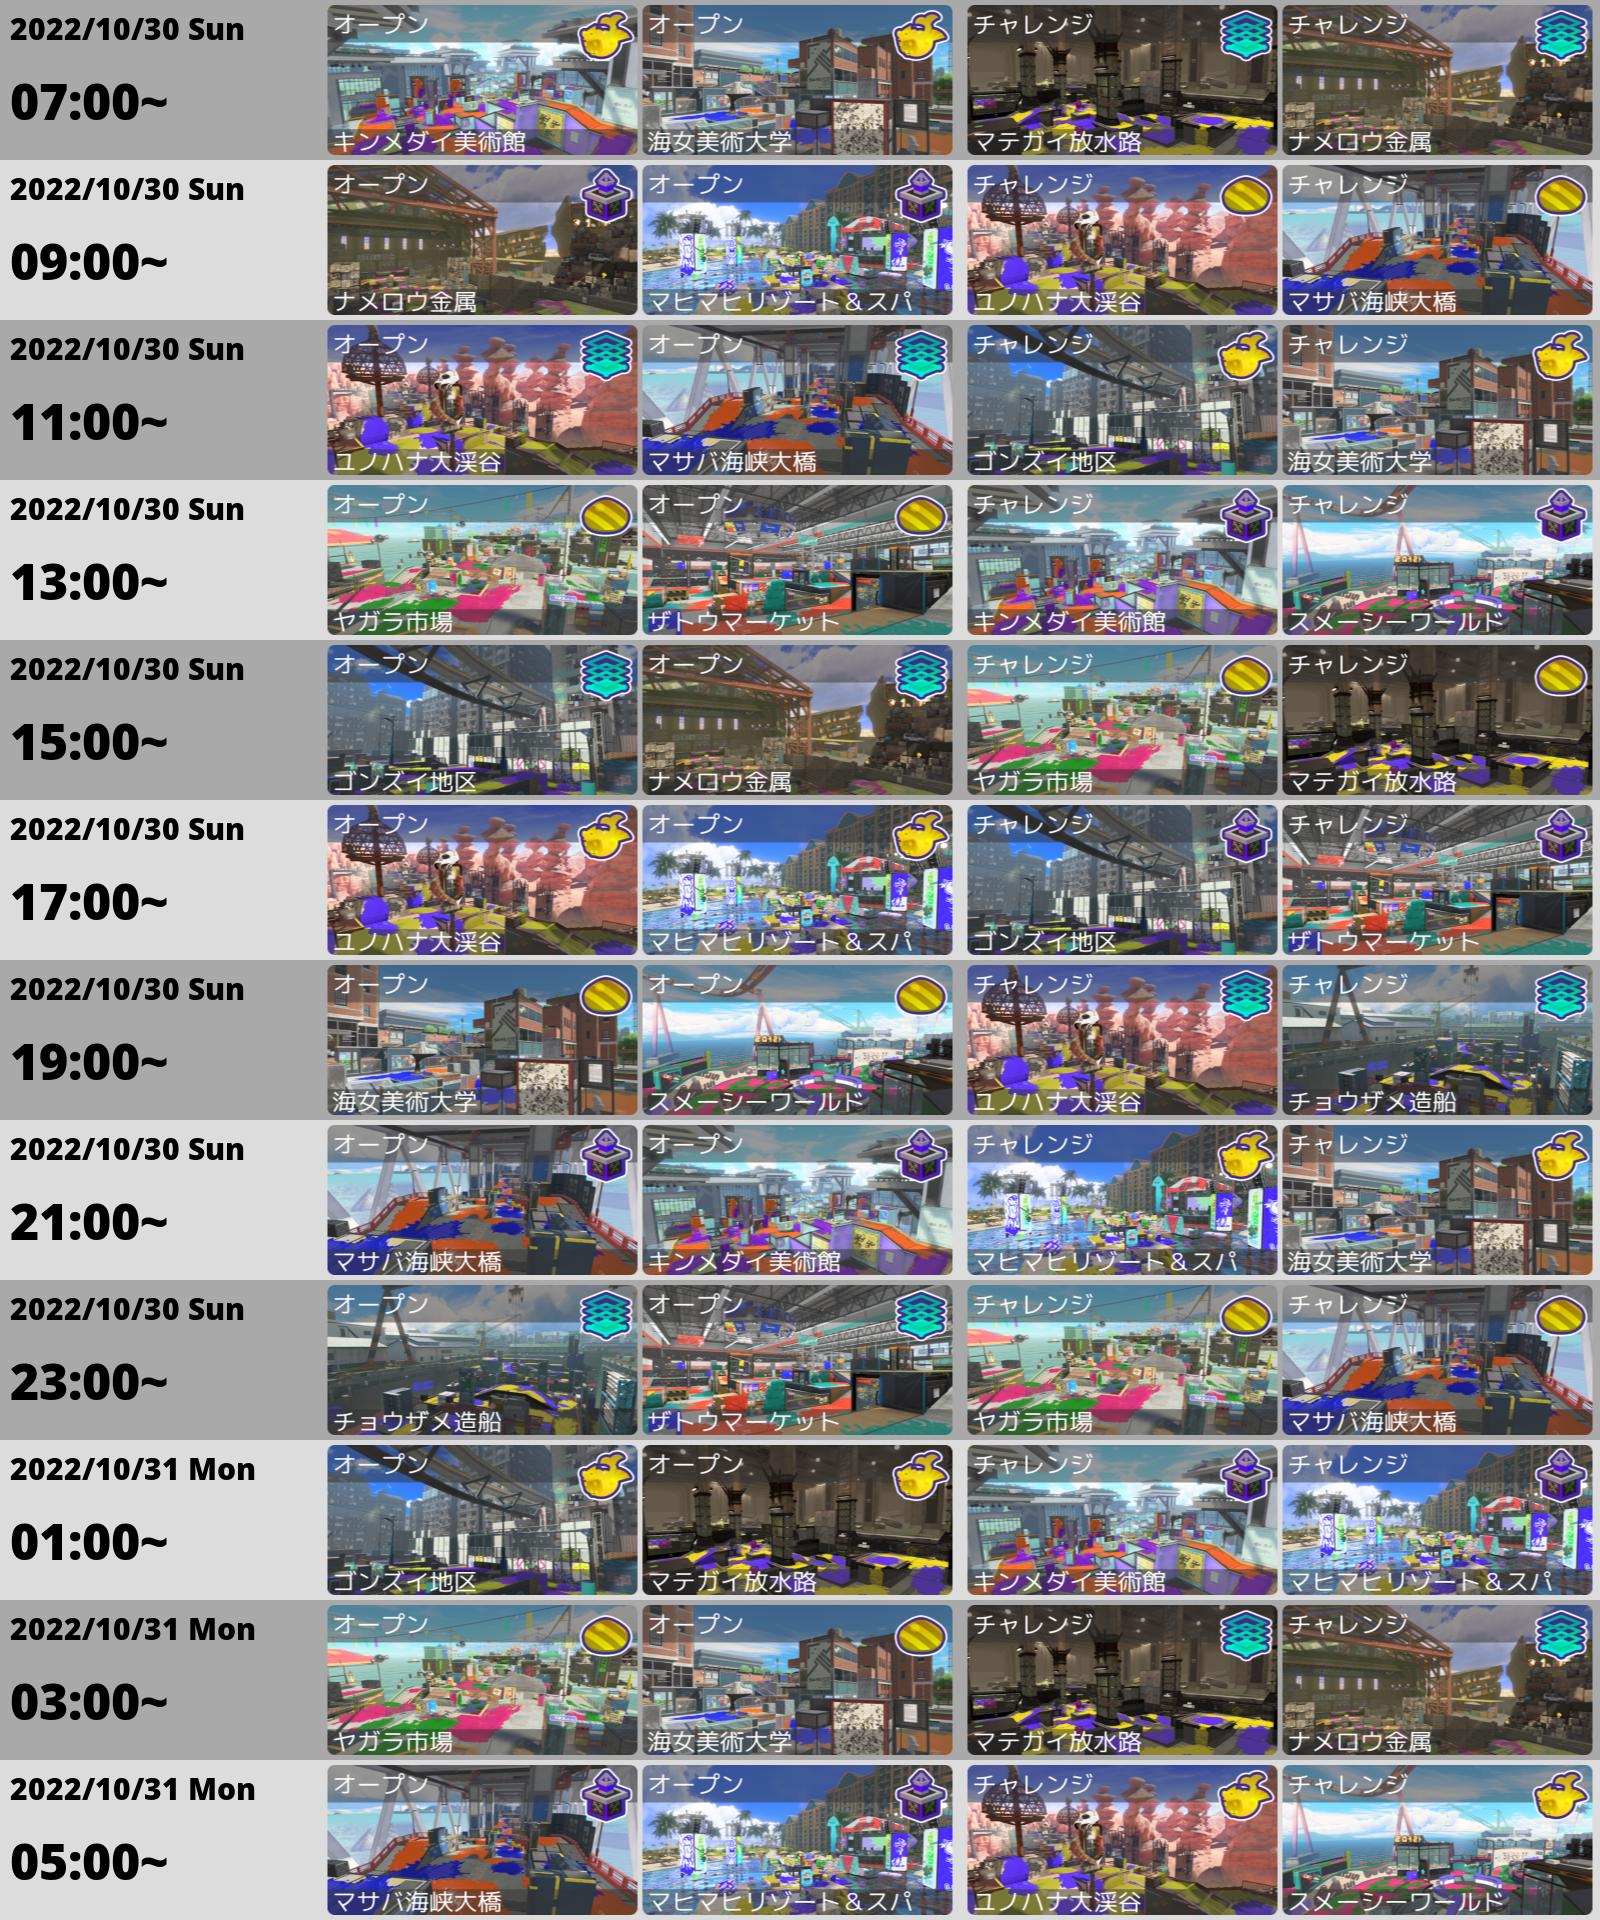 2022/10/30 Sun
07:00~
オープン
キンメダイ美術館
オープン
海女美術大学
チャレンジ
マテガイ放水路
チャレンジ
ナメロウ金属
2022/10/30 Sun
09:00~
オープン
ナメロウ金属
オープン
マヒマヒリゾート＆スパ
チャレンジ
ユノハナ大渓谷
チャレンジ
マサバ海峡大橋
2022/10/30 Sun
11:00~
オープン
ユノハナ大渓谷
オープン
マサバ海峡大橋
チャレンジ
ゴンズイ地区
チャレンジ
海女美術大学
2022/10/30 Sun
13:00~
オープン
ヤガラ市場
オープン
ザトウマーケット
チャレンジ
キンメダイ美術館
チャレンジ
スメーシーワールド
2022/10/30 Sun
15:00~
オープン
ゴンズイ地区
オープン
ナメロウ金属
チャレンジ
ヤガラ市場
チャレンジ
マテガイ放水路
2022/10/30 Sun
17:00~
オープン
ユノハナ大渓谷
オープン
マヒマヒリゾート＆スパ
チャレンジ
ゴンズイ地区
チャレンジ
ザトウマーケット
2022/10/30 Sun
19:00~
オープン
海女美術大学
オープン
スメーシーワールド
チャレンジ
ユノハナ大渓谷
チャレンジ
チョウザメ造船
2022/10/30 Sun
21:00~
オープン
マサバ海峡大橋
オープン
キンメダイ美術館
チャレンジ
マヒマヒリゾート＆スパ
チャレンジ
海女美術大学
2022/10/30 Sun
23:00~
オープン
チョウザメ造船
オープン
ザトウマーケット
チャレンジ
ヤガラ市場
チャレンジ
マサバ海峡大橋
2022/10/31 Mon
01:00~
オープン
ゴンズイ地区
オープン
マテガイ放水路
チャレンジ
キンメダイ美術館
チャレンジ
マヒマヒリゾート＆スパ
2022/10/31 Mon
03:00~
オープン
ヤガラ市場
オープン
海女美術大学
チャレンジ
マテガイ放水路
チャレンジ
ナメロウ金属
2022/10/31 Mon
05:00~
オープン
マサバ海峡大橋
オープン
マヒマヒリゾート＆スパ
チャレンジ
ユノハナ大渓谷
チャレンジ
スメーシーワールド